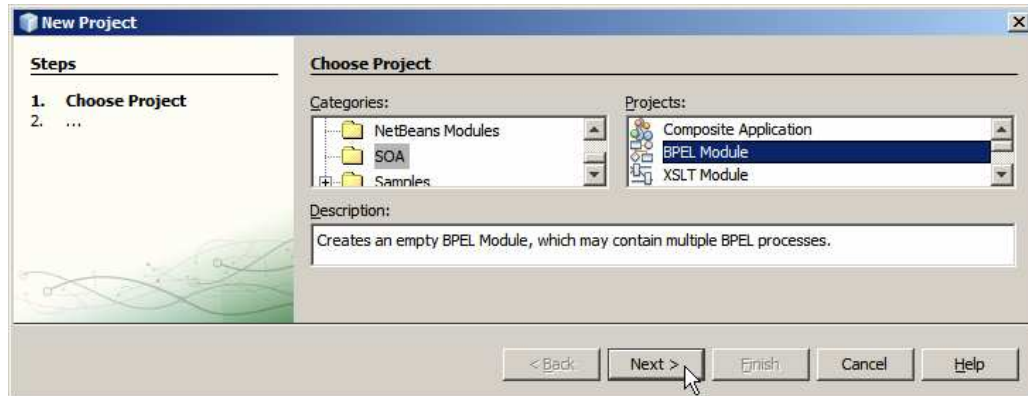 New Project
Steps
1. Choose Project
2. ...
Choose Project
Categories:
NetBeans Modules
SOA
Samples
Projects:
Composite Application
BPEL Module
XSLT Module
Description:
Creates an empty BPEL Module, which may contain multiple BPEL processes.
< Back
Next >
Finish
Cancel
Help